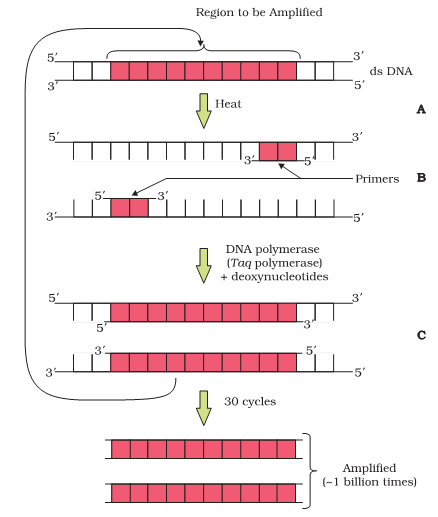 Region to be Amplified
5′ 3′
ds DNA
3′ 5′
A
Heat
5′ 3′
3′ 5′
Primers
B
5′ 3′
3′ 5′
DNA polymerase
(Taq polymerase)
+ deoxynucleotides
5′ 3′
5′ 3′
C
3′ 5′
3′ 5′
30 cycles
Amplified
(~1 billion times)